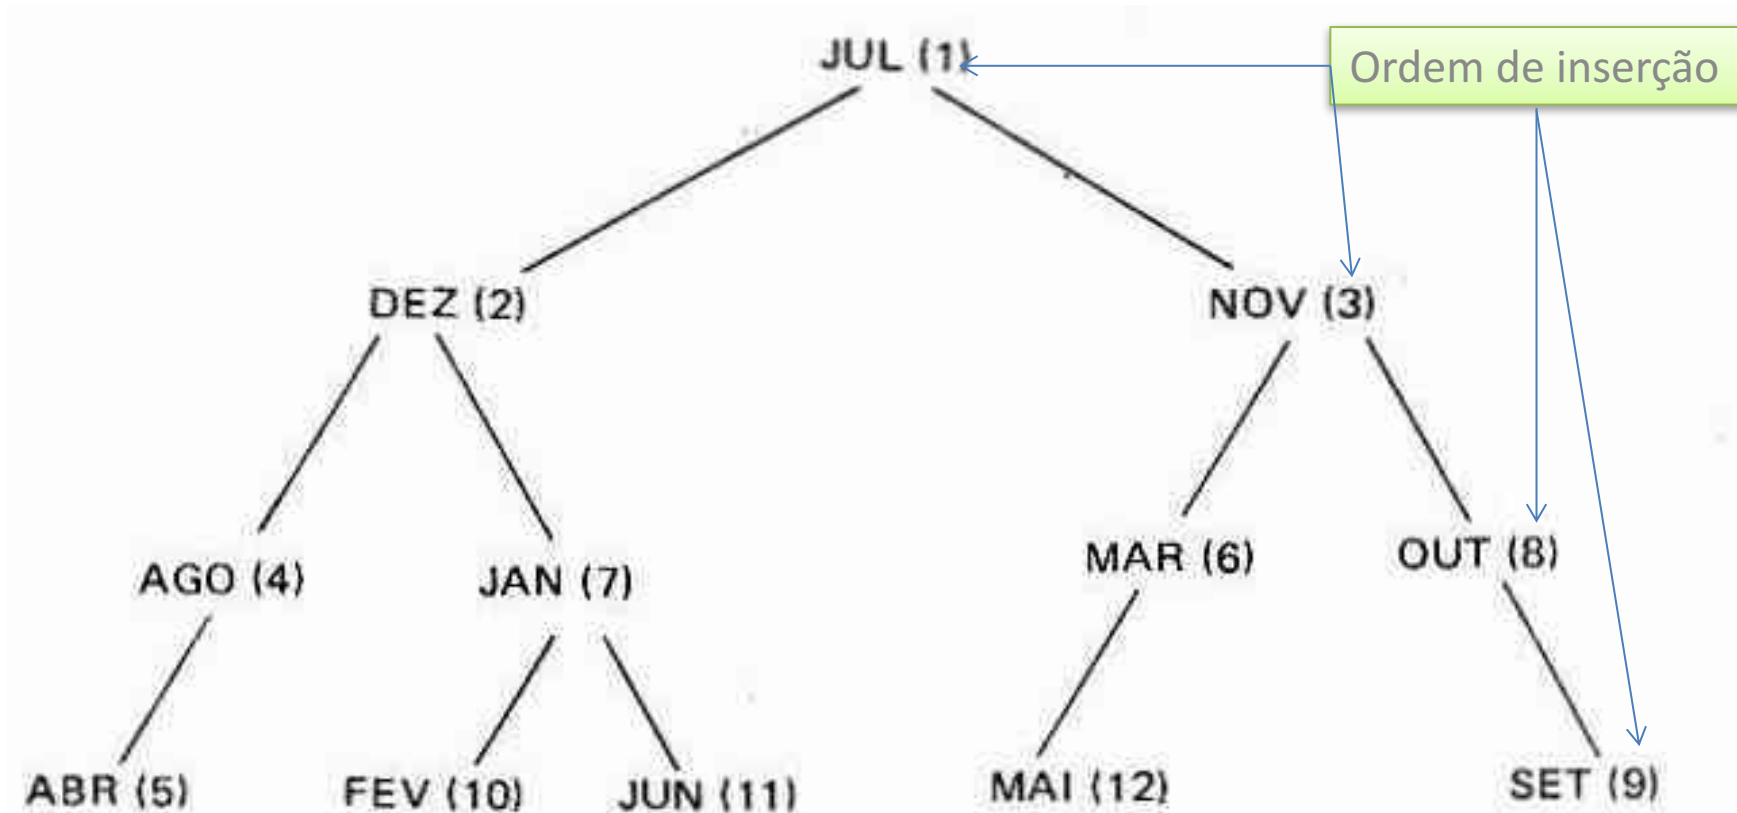 JUL (1)
Ordem de inserção
DEZ (2)
NOV (3)
AGO (4)
JAN (7)
MAR (6)
OUT (8)
ABR (5)
FEV (10)
JUN (11)
MAI (12)
SET (9)